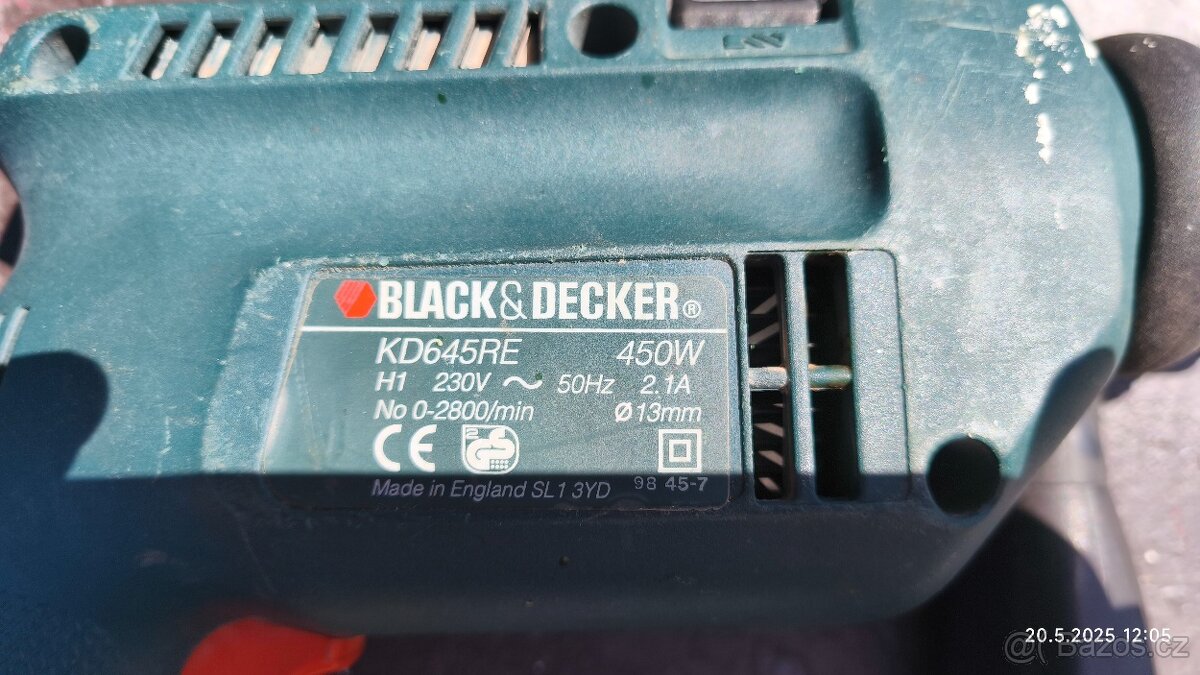 BLACK & DECKER®
KD645RE 450W
H1 230V ~ 50Hz 2.1A
No 0-2800/min Ø13mm
CE
Made in England SL1 3YD 98 45-7
20.5.2025 12:05
@ Bazoš.cz